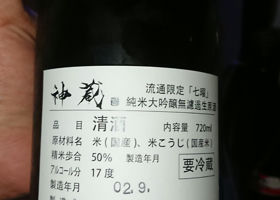 流通限定「七曜」
神蔵 純米大吟醸無濾過生原酒
品目 清酒 内容量 720ml
原材料名 米(国産)、米こうじ(国産米)
精米歩合 50% 製造年月
アルコール分 17度 要冷蔵
製造年月 02.9.